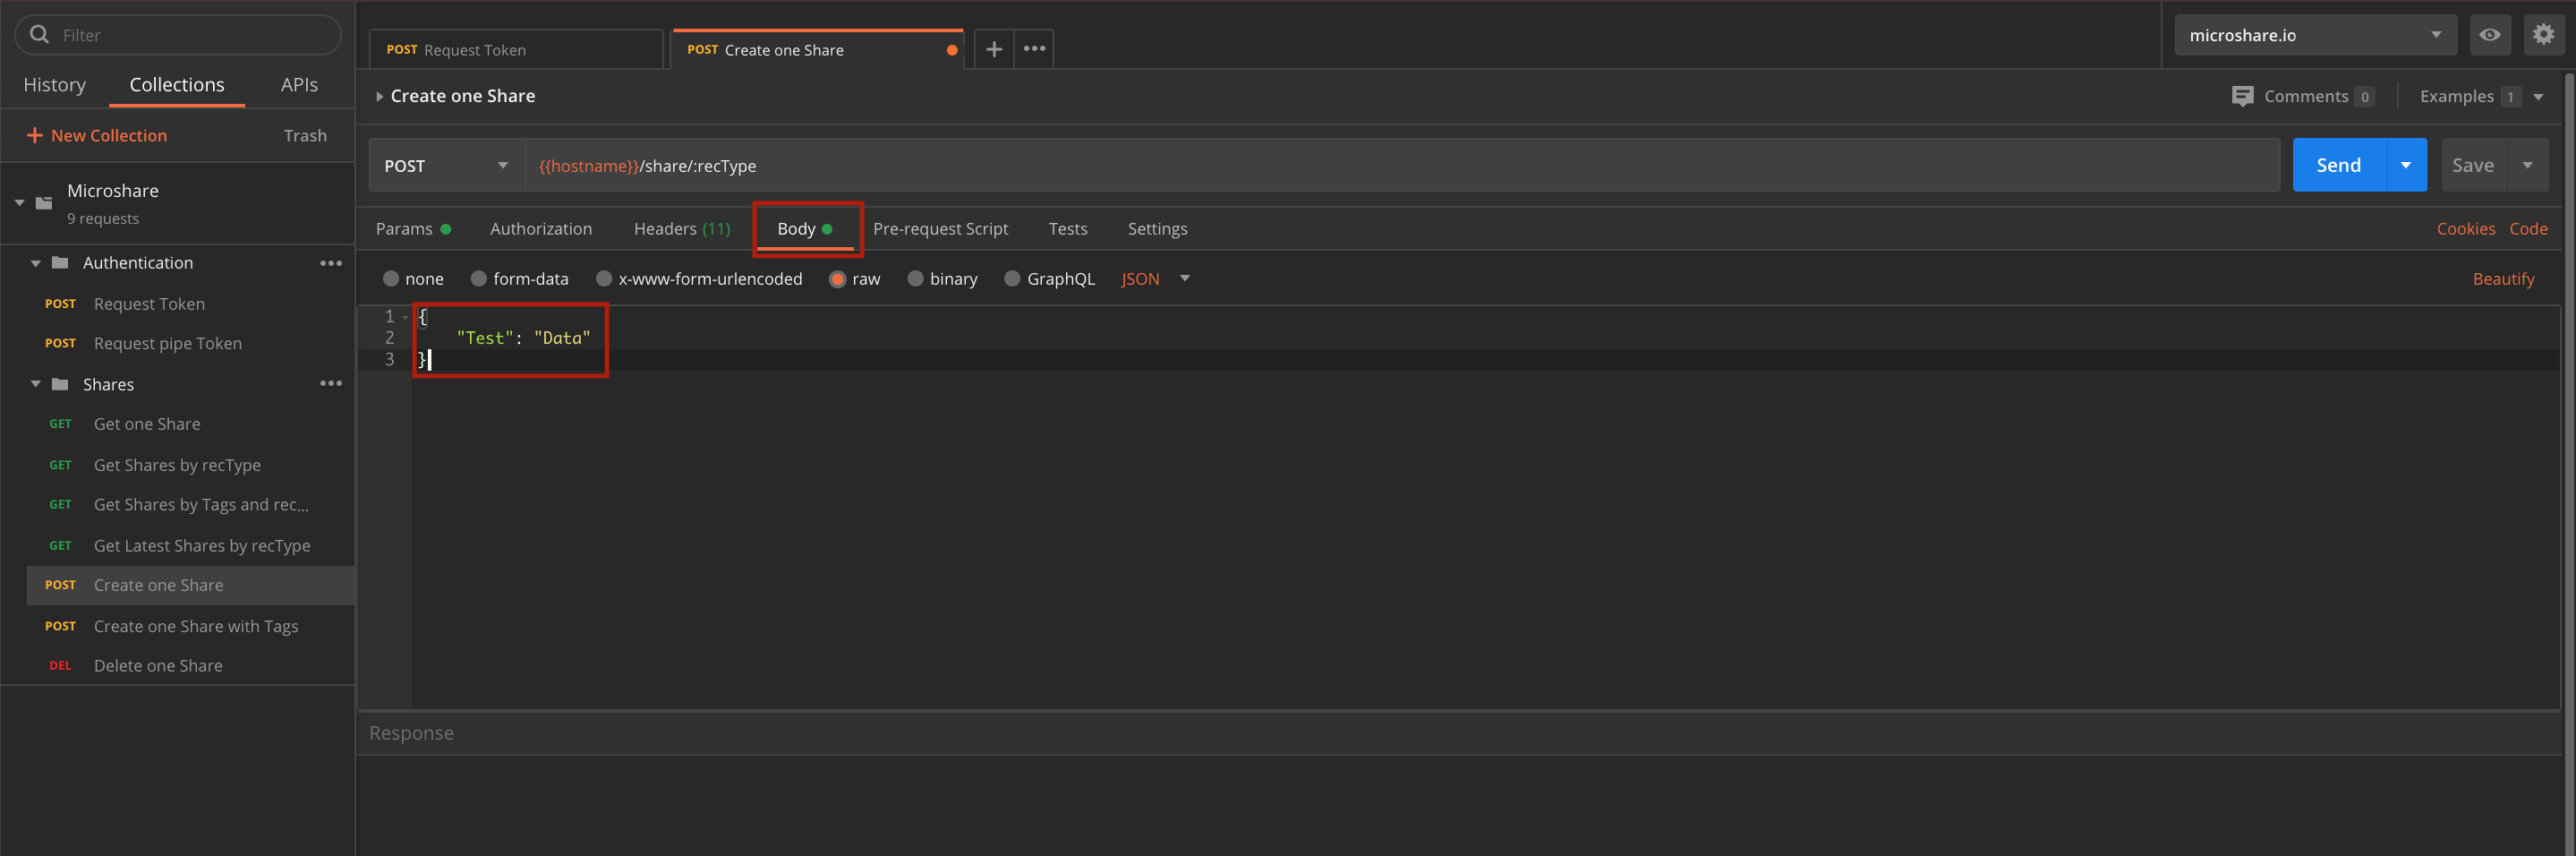 Filter
History Collections APIs
+ New Collection Trash
Microshare
9 requests
Authentication
POST Request Token
POST Request pipe Token
Shares
GET Get one Share
GET Get Shares by recType
GET Get Shares by Tags and rec...
GET Get Latest Shares by recType
POST Create one Share
POST Create one Share with Tags
DEL Delete one Share
POST Request Token
POST Create one Share
microshare.io
Create one Share
Comments 0
Examples 1
POST {{hostname}}/share/:recType
Send
Save
Params Authorization Headers (11) Body Pre-request Script Tests Settings
Cookies Code
none form-data x-www-form-urlencoded raw binary GraphQL JSON
Beautify
1 {
2 "Test": "Data"
3 }
Response